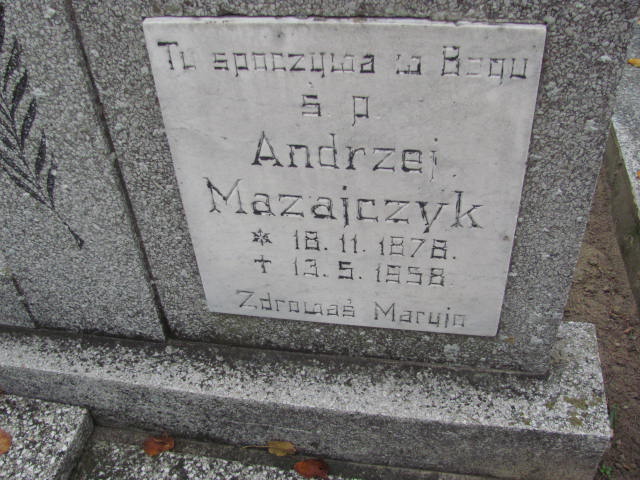 Tu spoczywa w Bogu
ś. p.
Andrzej
Mazajczyk
* 18. 11. 1878.
† 13. 5. 1958
Zdrowaś Maryjo